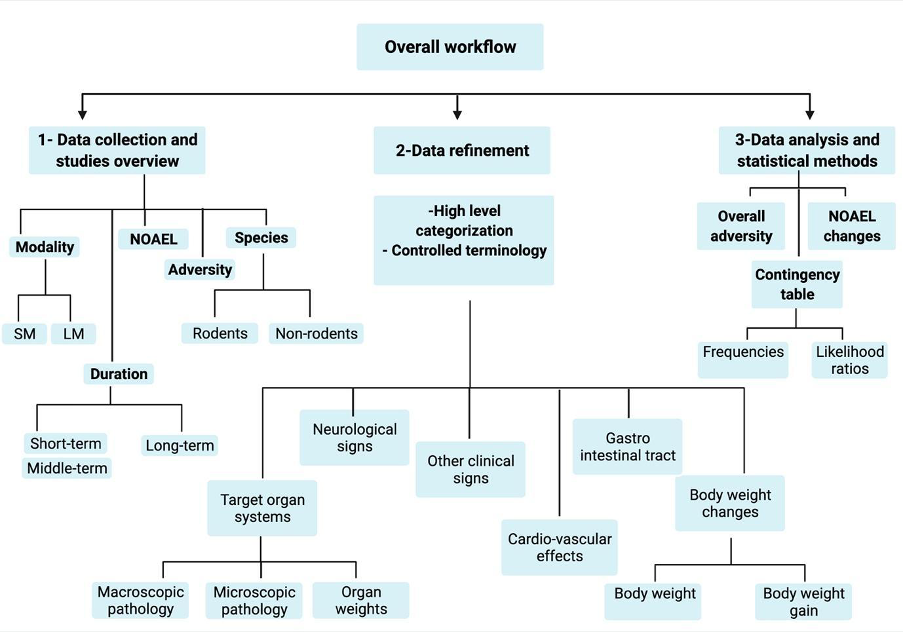 Overall workflow
1- Data collection and
studies overview
2-Data refinement
3-Data analysis and
statistical methods
-High level
categorization
- Controlled terminology
Modality
NOAEL
Adversity
Species
SM
LM
Rodents
Non-rodents
Duration
Short-term
Middle-term
Long-term
Overall
adversity
NOAEL
changes
Contingency
table
Frequencies
Likelihood
ratios
Neurological
signs
Other clinical
signs
Gastro
intestinal tract
Target organ
systems
Cardio-vascular
effects
Body weight
changes
Macroscopic
pathology
Microscopic
pathology
Organ
weights
Body weight
Body weight
gain